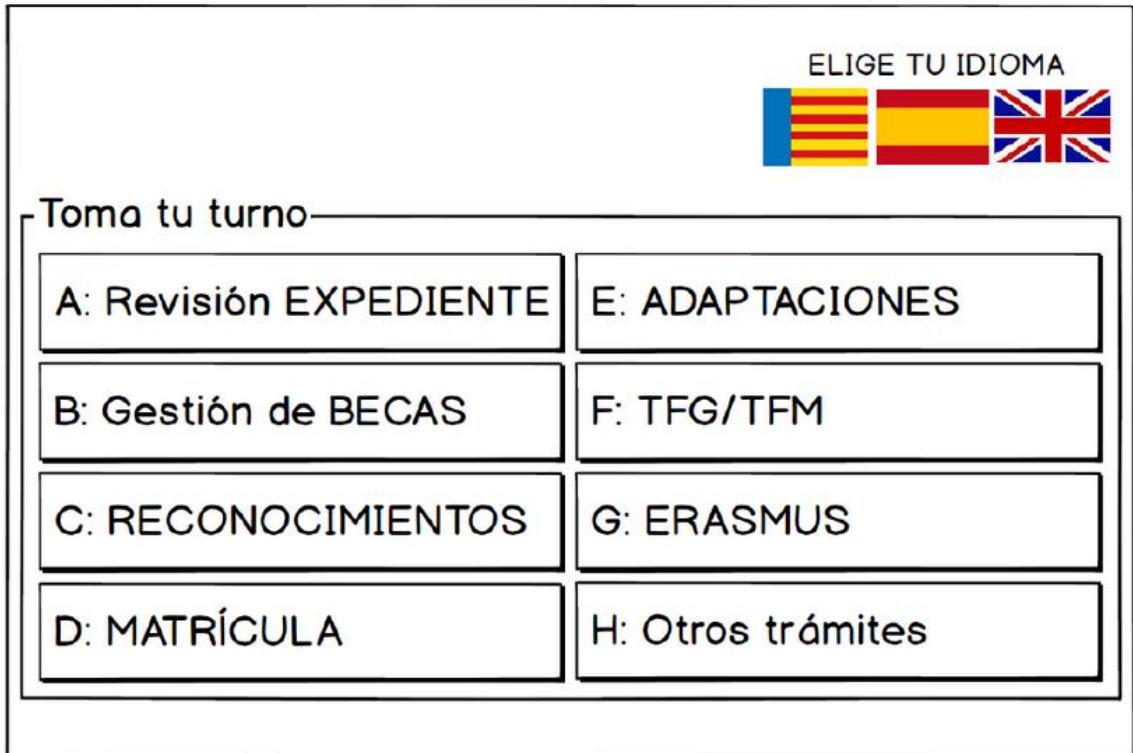 ELIGE TU IDIOMA
Toma tu turno
A: Revisión EXPEDIENTE
E: ADAPTACIONES
B: Gestión de BECAS
F: TFG/TFM
C: RECONOCIMIENTOS
G: ERASMUS
D: MATRÍCULA
H: Otros trámites